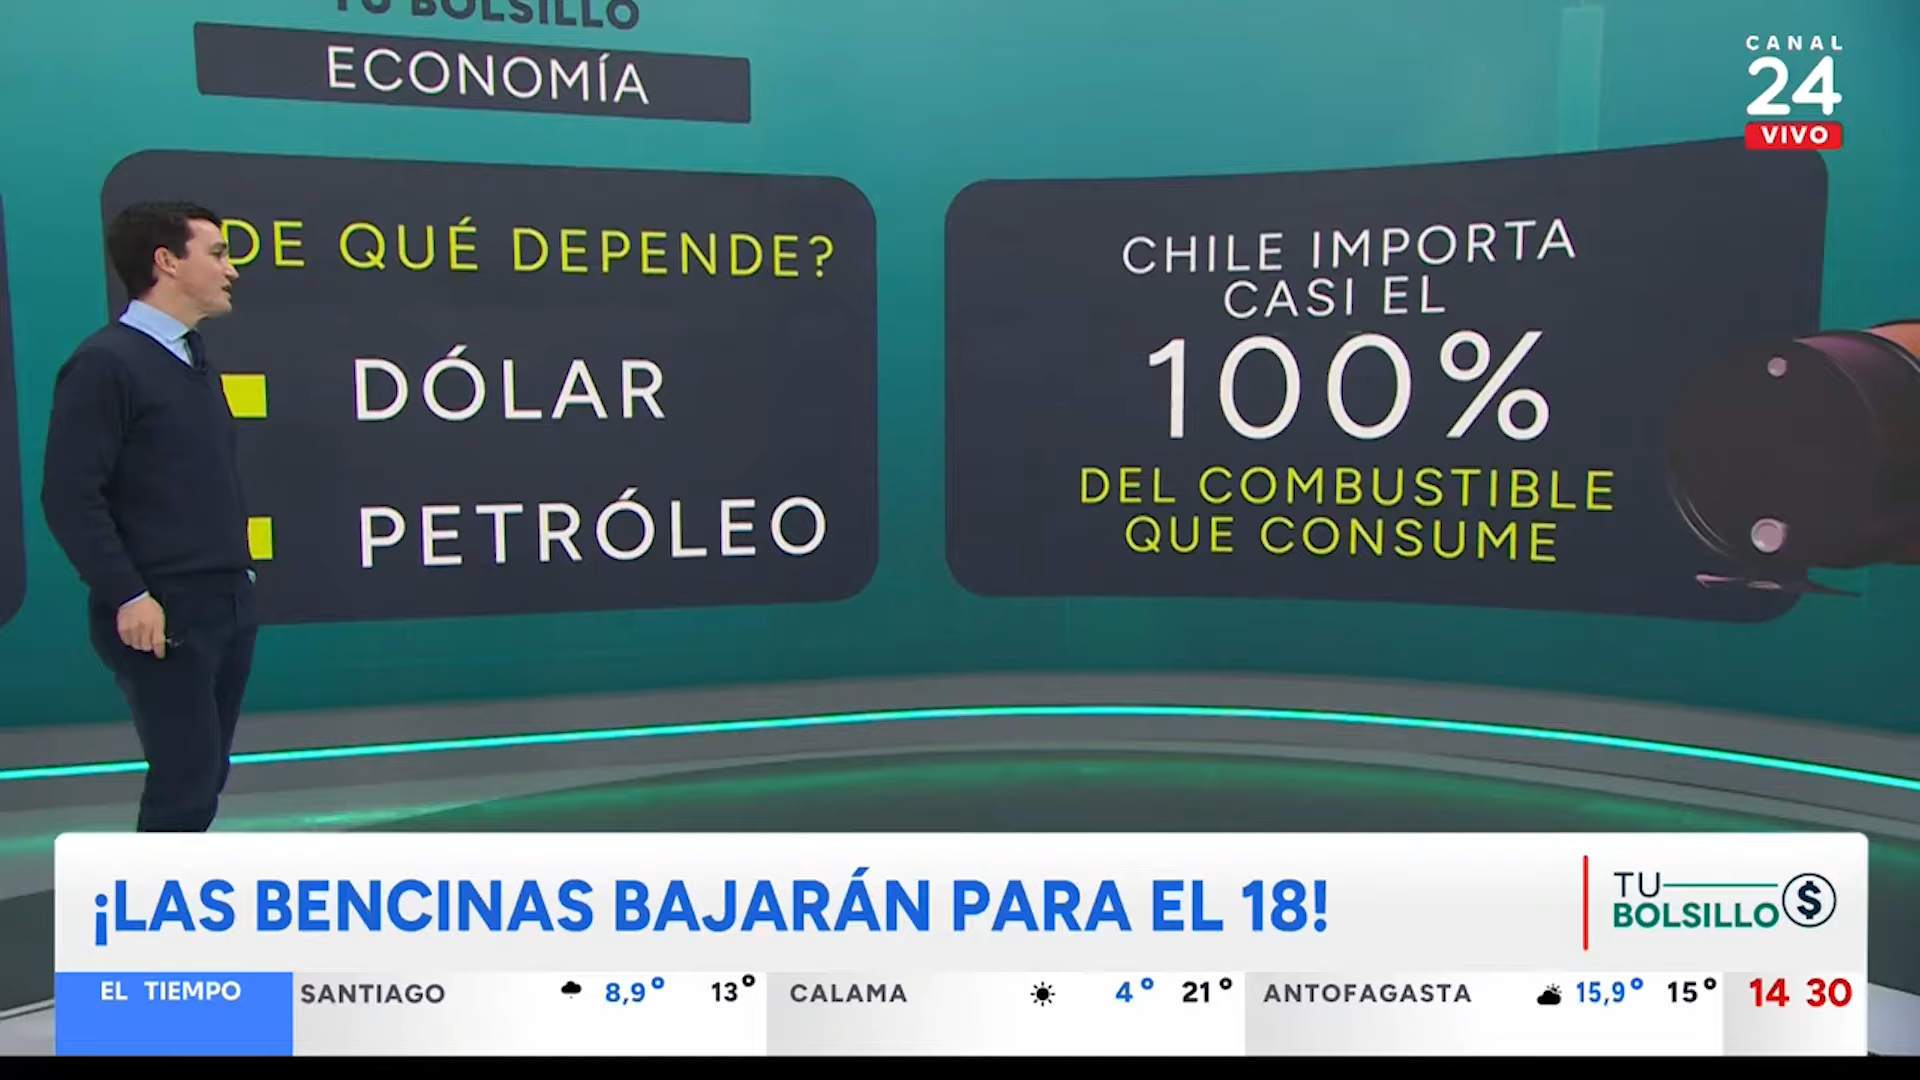 TU BOLSILLO
ECONOMÍA
CANAL
24
VIVO
DE QUÉ DEPENDE?
DÓLAR
PETRÓLEO
CHILE IMPORTA
CASI EL
100%
DEL COMBUSTIBLE
QUE CONSUME
¡LAS BENCINAS BAJARÁN PARA EL 18!
TU
BOLSILLO $
EL TIEMPO SANTIAGO 8,9° 13° CALAMA 4° 21° ANTOFAGASTA 15,9° 15° 14 30